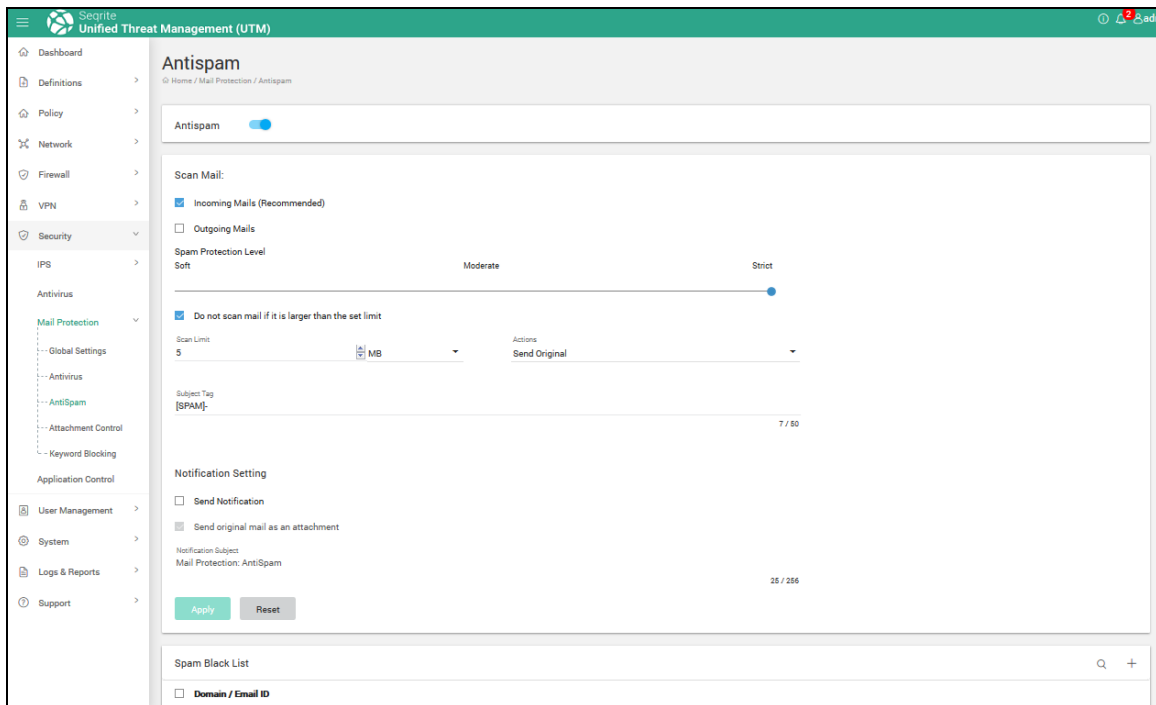 Seqrite
Unified Threat Management (UTM)
2
adi
Dashboard
Definitions
Policy
Network
Firewall
VPN
Security
IPS
Antivirus
Mail Protection
Global Settings
Antivirus
AntiSpam
Attachment Control
Keyword Blocking
Application Control
User Management
System
Logs & Reports
Support
Antispam
Home / Mail Protection / Antispam
Antispam
Scan Mail:
Incoming Mails (Recommended)
Outgoing Mails
Spam Protection Level
Soft Moderate Strict
Do not scan mail if it is larger than the set limit
Scan Limit Actions
5 MB Send Original
Subject Tag
[SPAM]-
7 / 50
Notification Setting
Send Notification
Send original mail as an attachment
Notification Subject
Mail Protection: AntiSpam
25 / 256
Apply Reset
Spam Black List
Domain / Email ID